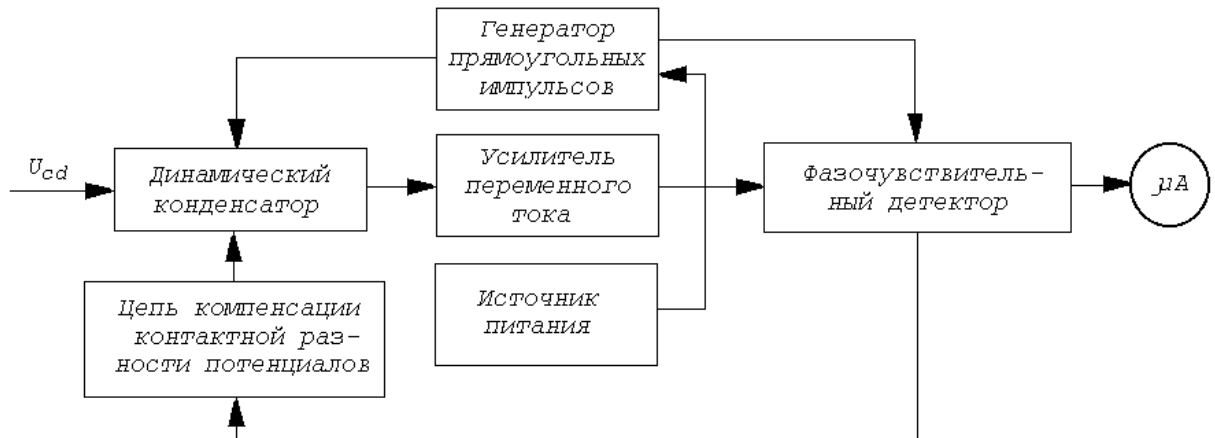 Генератор
прямоугольных
импульсов
U_cd
Динамический
конденсатор
Усилитель
переменного
тока
Фазочувствитель-
ный детектор
µA
Цепь компенсации
контактной раз-
ности потенциалов
Источник
питания